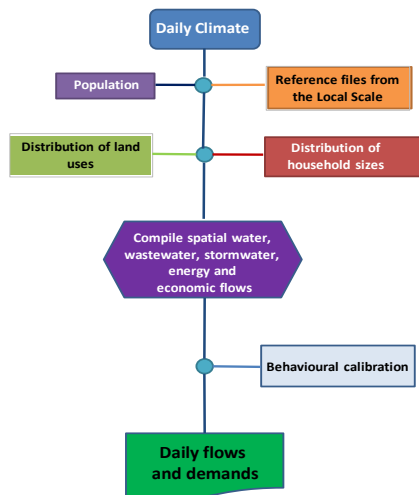 Daily Climate
Population
Reference files from
the Local Scale
Distribution of land
uses
Distribution of
household sizes
Compile spatial water,
wastewater, stormwater,
energy and
economic flows
Behavioural calibration
Daily flows
and demands